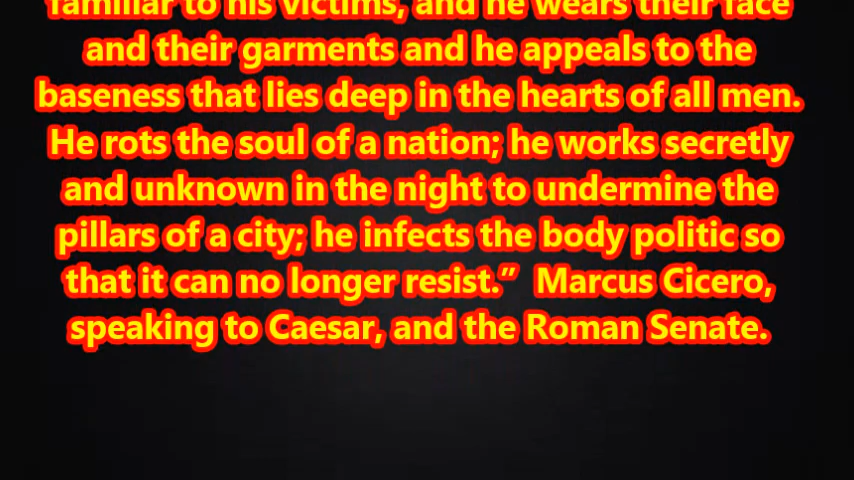 familiar to his victims, and he wears their face
and their garments and he appeals to the
baseness that lies deep in the hearts of all men.
He rots the soul of a nation; he works secretly
and unknown in the night to undermine the
pillars of a city; he infects the body politic so
that it can no longer resist.”  Marcus Cicero,
speaking to Caesar, and the Roman Senate.